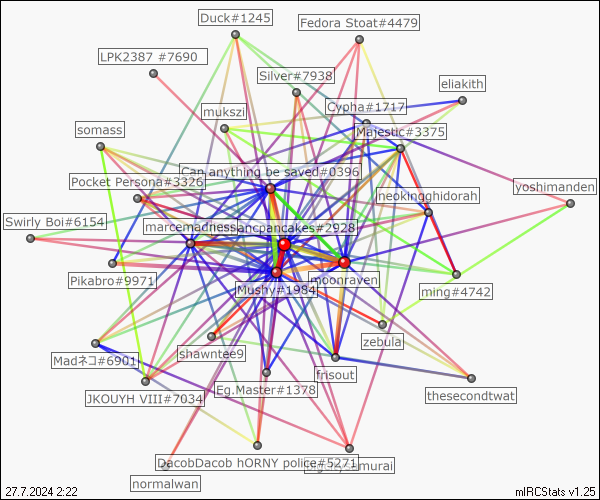 Duck#1245
Fedora Stoat#4479
LPK2387 #7690
Silver#7938
eliakith
Cypha#1717
mukszi
somass
Majestic#3375
Can anything be saved#0396
Pocket Persona#3326
yoshimanden
neokingghidorah
Swirly Boi#6154
marcemadness
ancpancakes#2928
Pikabro#9971
moonraven
Mushy#1984
ming#4742
zebula
shawntee9
Madネコ#6901
frisout
Eg.Master#1378
thesecondtwat
JKOUYH VIII#7034
DacobDacob hORNY police#5271
murai
normalwan
27.7.2024 2:22
mIRCStats v1.25